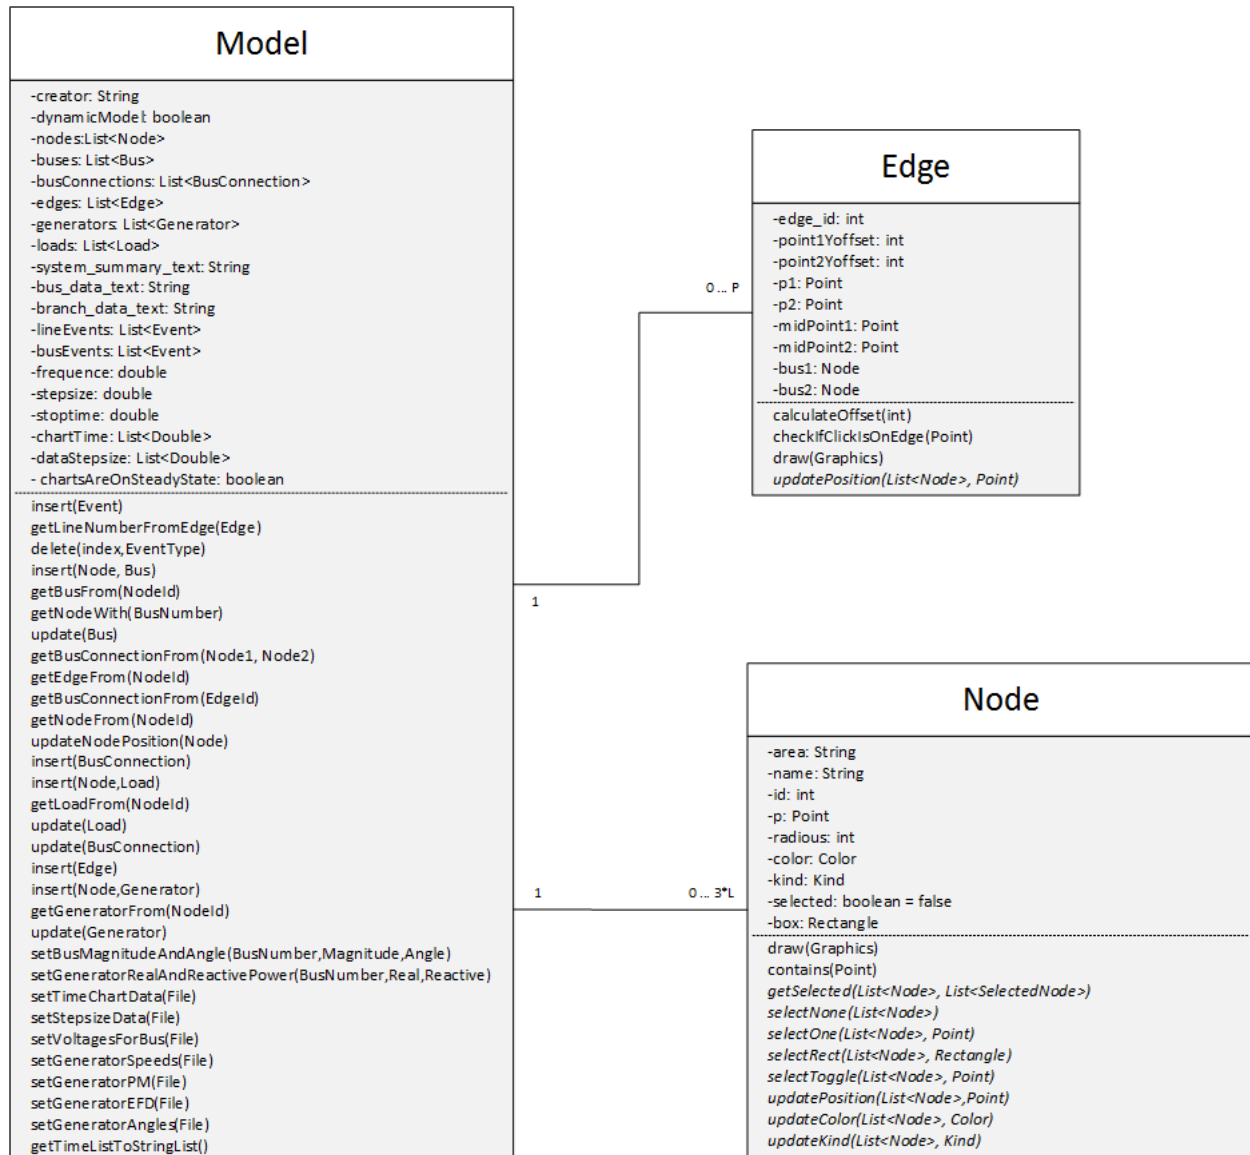 Model
-creator: String
-dynamicModel: boolean
-nodes:List<Node>
-buses: List<Bus>
-busConnections: List<BusConnection>
-edges: List<Edge>
-generators: List<Generator>
-loads: List<Load>
-system_summary_text: String
-bus_data_text: String
-branch_data_text: String
-lineEvents: List<Event>
-busEvents: List<Event>
-frequence: double
-stepsize: double
-stoptime: double
-chartTime: List<Double>
-dataStepsize: List<Double>
- chartsAreOnSteadyState: boolean
insert(Event)
getLineNumberFromEdge(Edge)
delete(index,EventType)
insert(Node, Bus)
getBusFrom(NodeId)
getNodeWith(BusNumber)
update(Bus)
getBusConnectionFrom(Node1, Node2)
getEdgeFrom(NodeId)
getBusConnectionFrom(EdgeId)
getNodeFrom(NodeId)
updateNodePosition(Node)
insert(BusConnection)
insert(Node,Load)
getLoadFrom(NodeId)
update(Load)
update(BusConnection)
insert(Edge)
insert(Node,Generator)
getGeneratorFrom(NodeId)
update(Generator)
setBusMagnitudeAndAngle(BusNumber,Magnitude,Angle)
setGeneratorRealAndReactivePower(BusNumber,Real,Reactive)
setTimeChartData(File)
setStepsizeData(File)
setVoltagesForBus(File)
setGeneratorSpeeds(File)
setGeneratorPM(File)
setGeneratorEFD(File)
setGeneratorAngles(File)
getTimeListToStringList()
1
0 ... P
1
0 ... 3*L
Edge
-edge_id: int
-point1Yoffset: int
-point2Yoffset: int
-p1: Point
-p2: Point
-midPoint1: Point
-midPoint2: Point
-bus1: Node
-bus2: Node
calculateOffset(int)
checkIfClickIsOnEdge(Point)
draw(Graphics)
updatePosition(List<Node>, Point)
Node
-area: String
-name: String
-id: int
-p: Point
-radious: int
-color: Color
-kind: Kind
-selected: boolean = false
-box: Rectangle
draw(Graphics)
contains(Point)
getSelected(List<Node>, List<SelectedNode>)
selectNone(List<Node>)
selectOne(List<Node>, Point)
selectRect(List<Node>, Rectangle)
selectToggle(List<Node>, Point)
updatePosition(List<Node>,Point)
updateColor(List<Node>, Color)
updateKind(List<Node>, Kind)